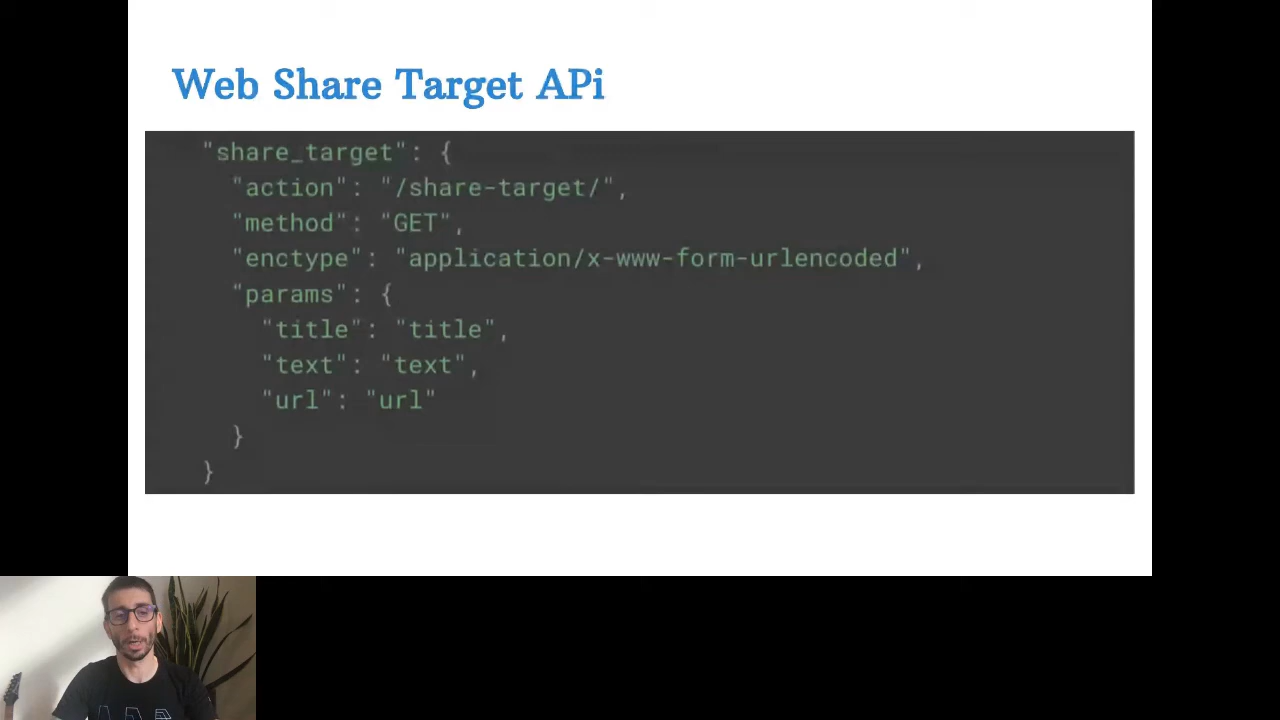 Web Share Target APi
"share_target": {
"action": "/share-target/",
"method": "GET",
"enctype": "application/x-www-form-urlencoded",
"params": {
"title": "title",
"text": "text",
"url": "url"
}
}